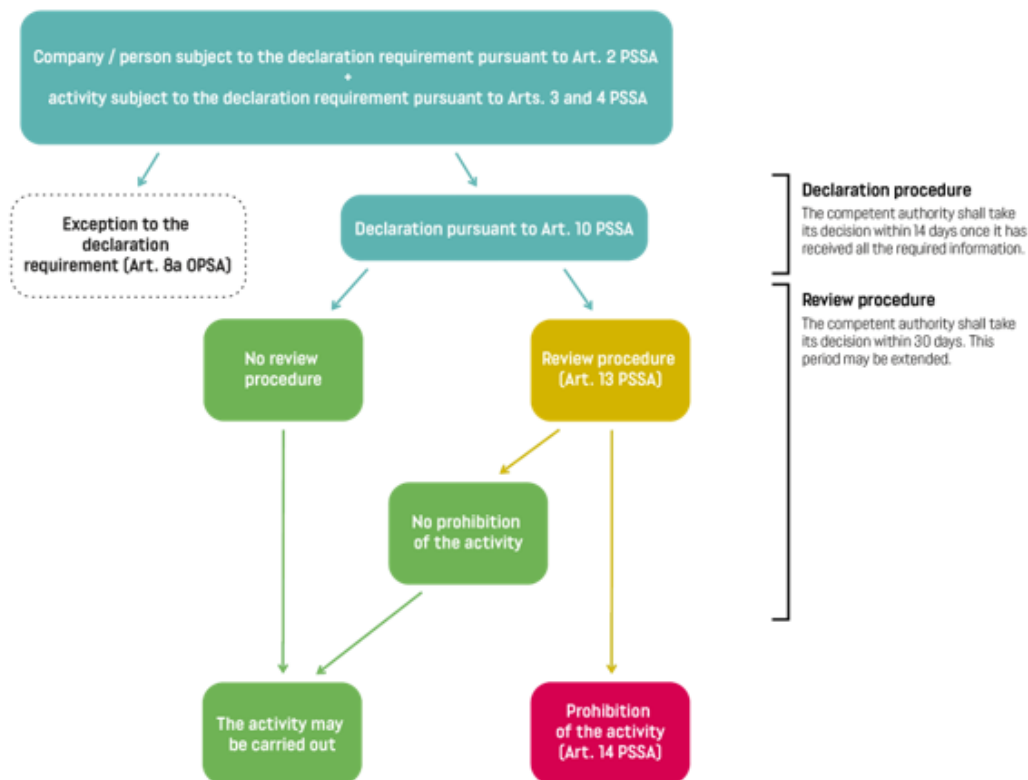 Company / person subject to the declaration requirement pursuant to Art. 2 PSSA
+
activity subject to the declaration requirement pursuant to Arts. 3 and 4 PSSA
Exception to the
declaration
requirement (Art. 8a OPSA)
Declaration pursuant to Art. 10 PSSA
Declaration procedure
The competent authority shall take
its decision within 14 days once it has
received all the required information.
Review procedure
The competent authority shall take
its decision within 30 days. This
period may be extended.
No review
procedure
Review procedure
(Art. 13 PSSA)
No prohibition
of the activity
The activity may
be carried out
Prohibition
of the activity
(Art. 14 PSSA)